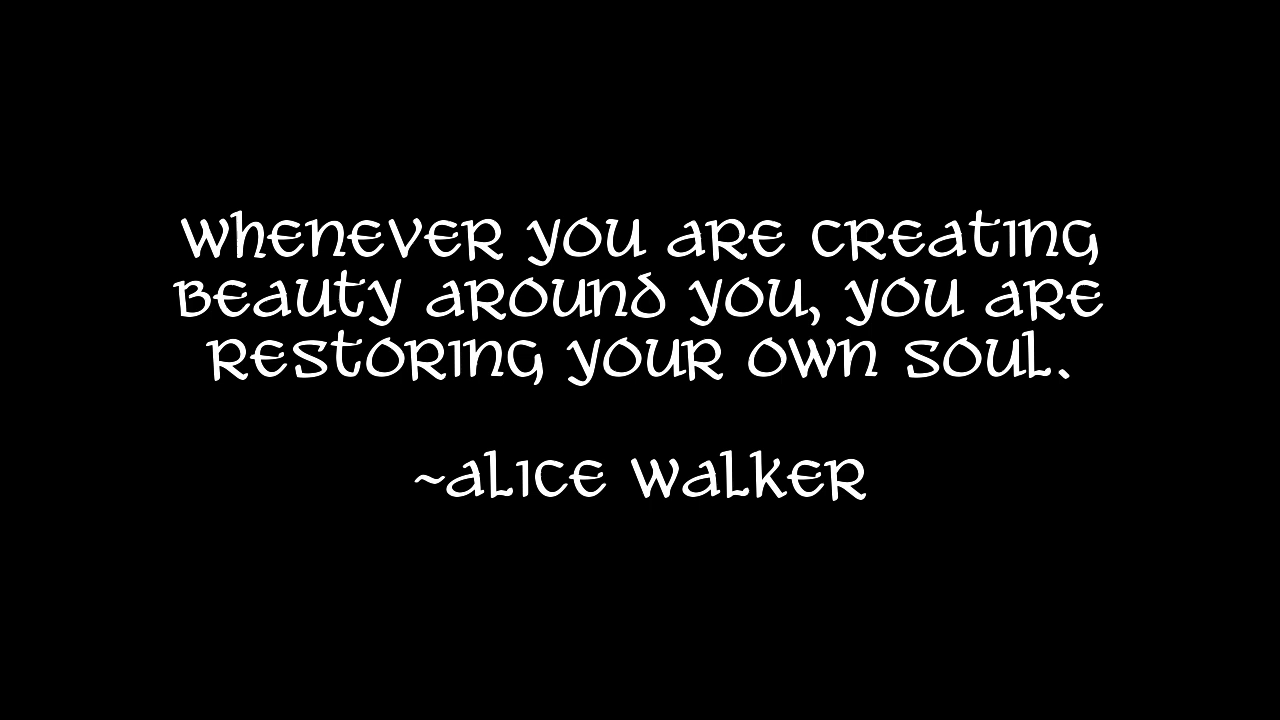 Whenever you are creating
beauty around you, you are
restoring your own soul.
~Alice Walker